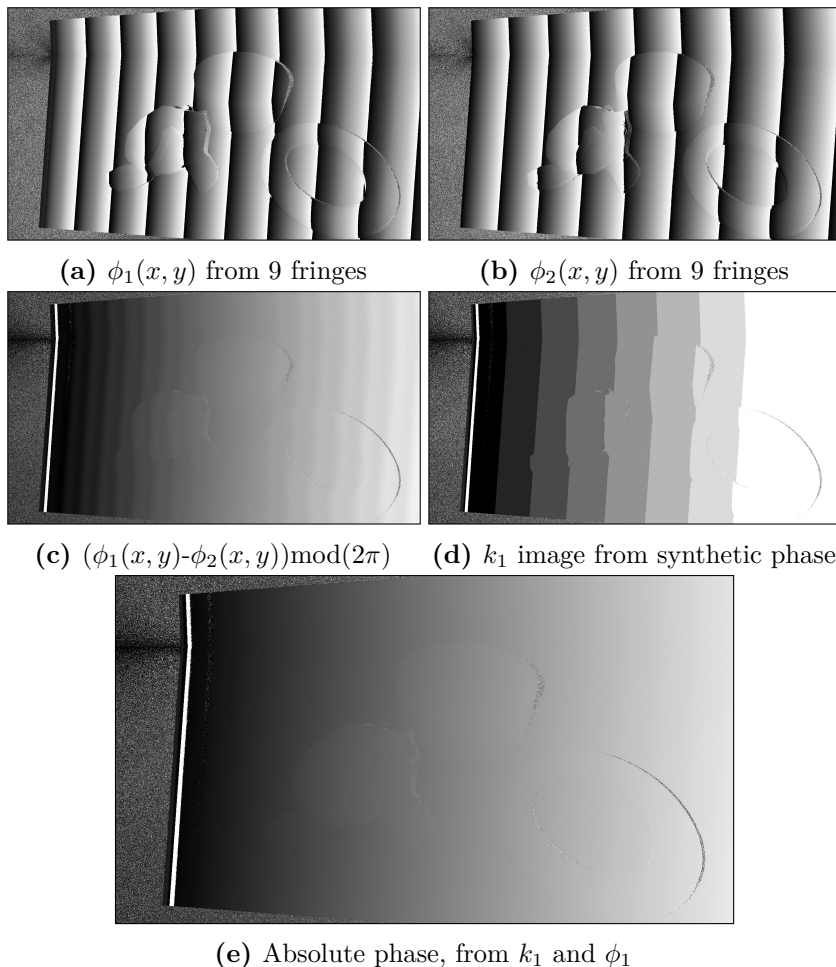 (a) ϕ₁(x, y) from 9 fringes
(b) ϕ₂(x, y) from 9 fringes
(c) (ϕ₁(x, y)-ϕ₂(x, y))mod(2π)
(d) k₁ image from synthetic phase
(e) Absolute phase, from k₁ and ϕ₁